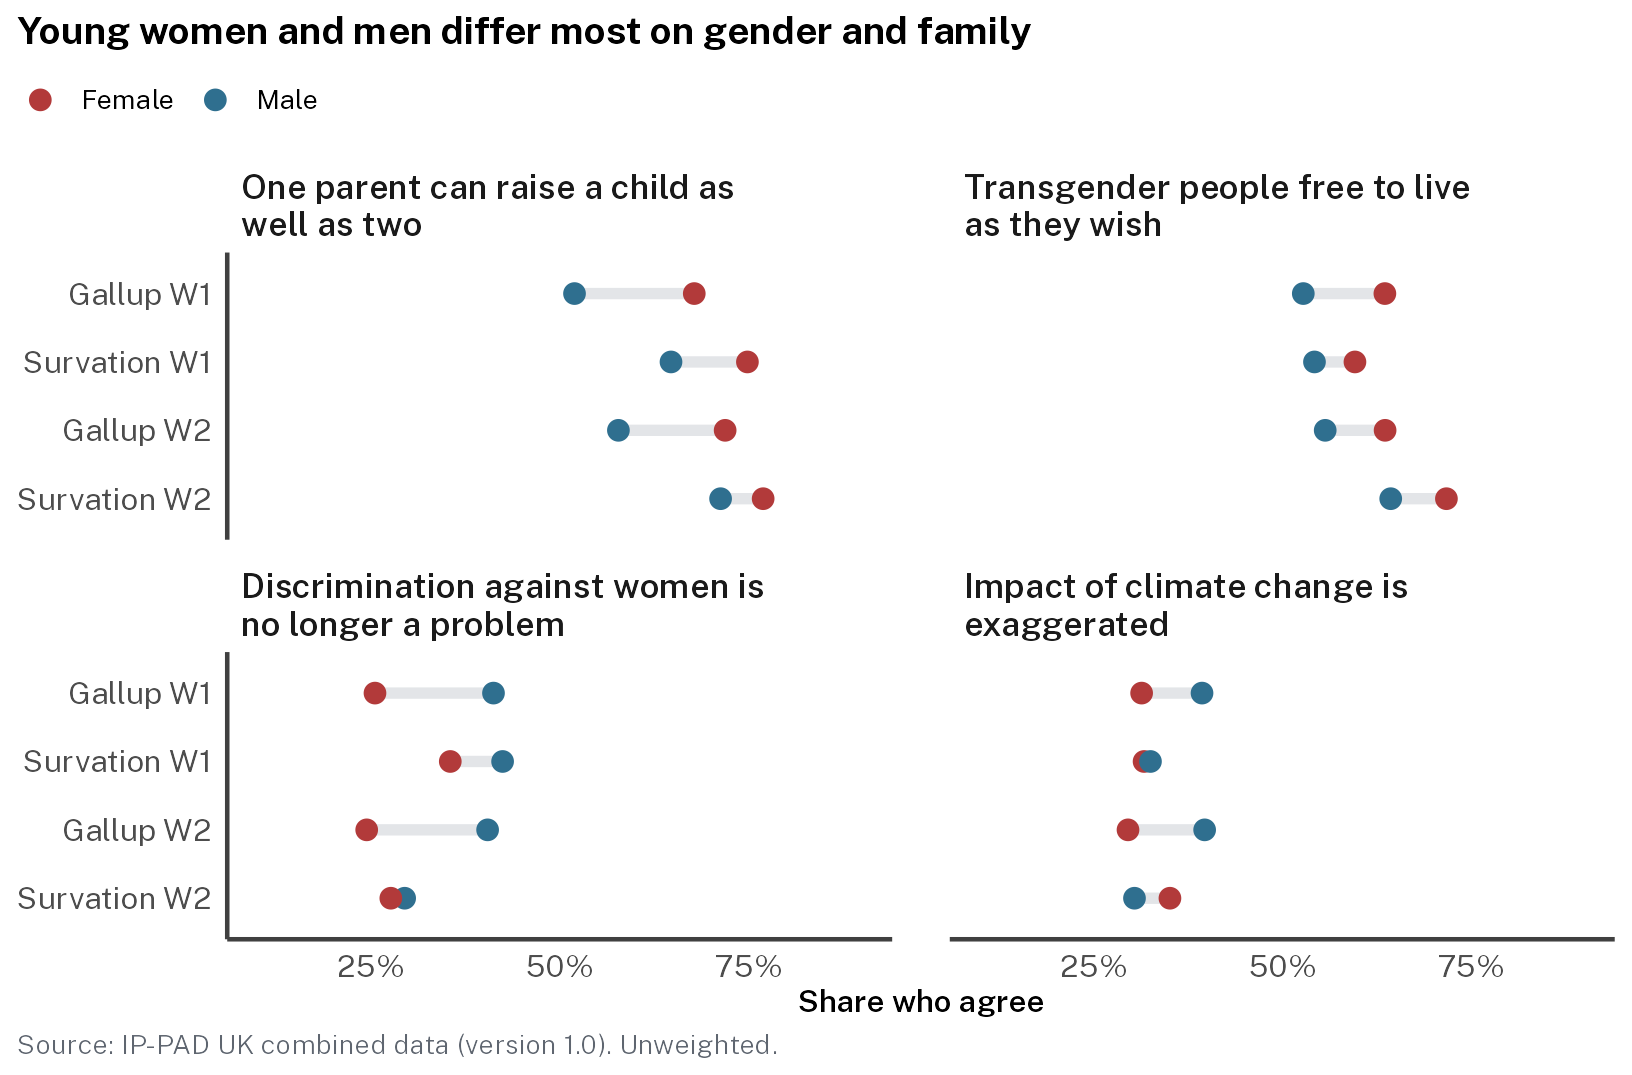 Young women and men differ most on gender and family
Female
Male
One parent can raise a child as
well as two
Transgender people free to live
as they wish
Gallup W1
Survation W1
Gallup W2
Survation W2
Discrimination against women is
no longer a problem
Impact of climate change is
exaggerated
Gallup W1
Survation W1
Gallup W2
Survation W2
25%
50%
75%
25%
50%
75%
Share who agree
Source: IP-PAD UK combined data (version 1.0). Unweighted.